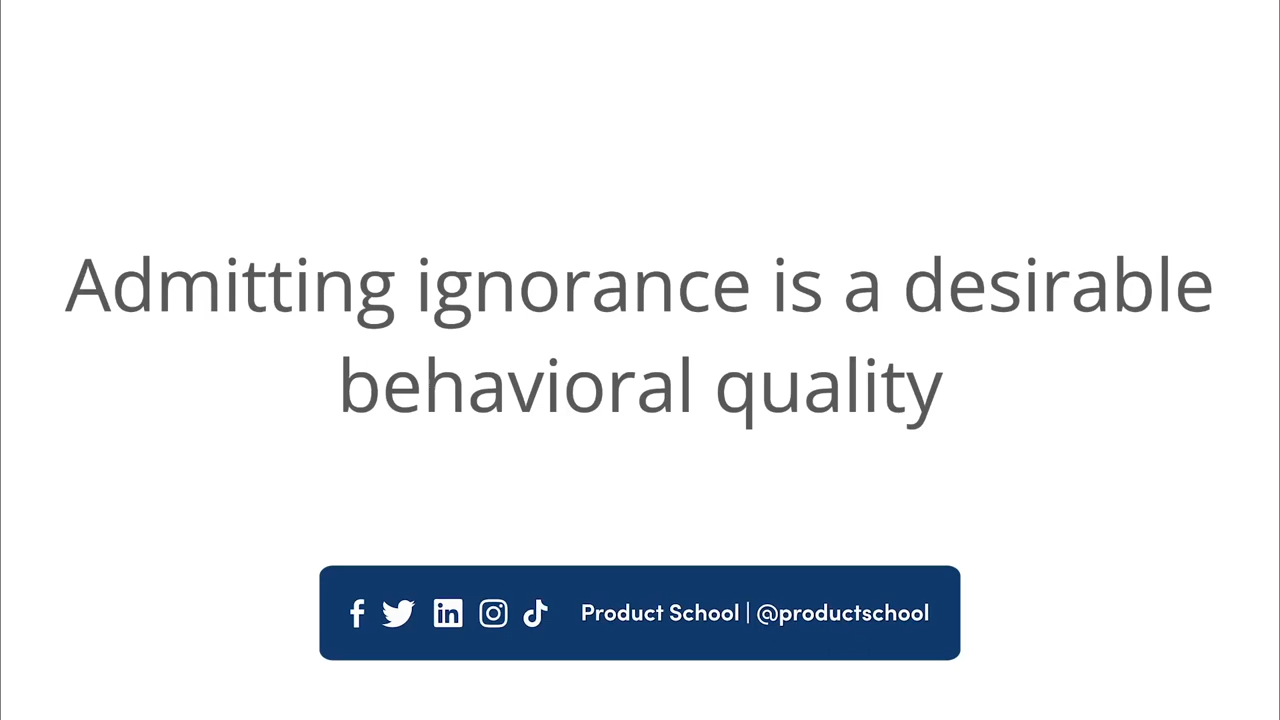 Admitting ignorance is a desirable
behavioral quality
Product School | @productschool